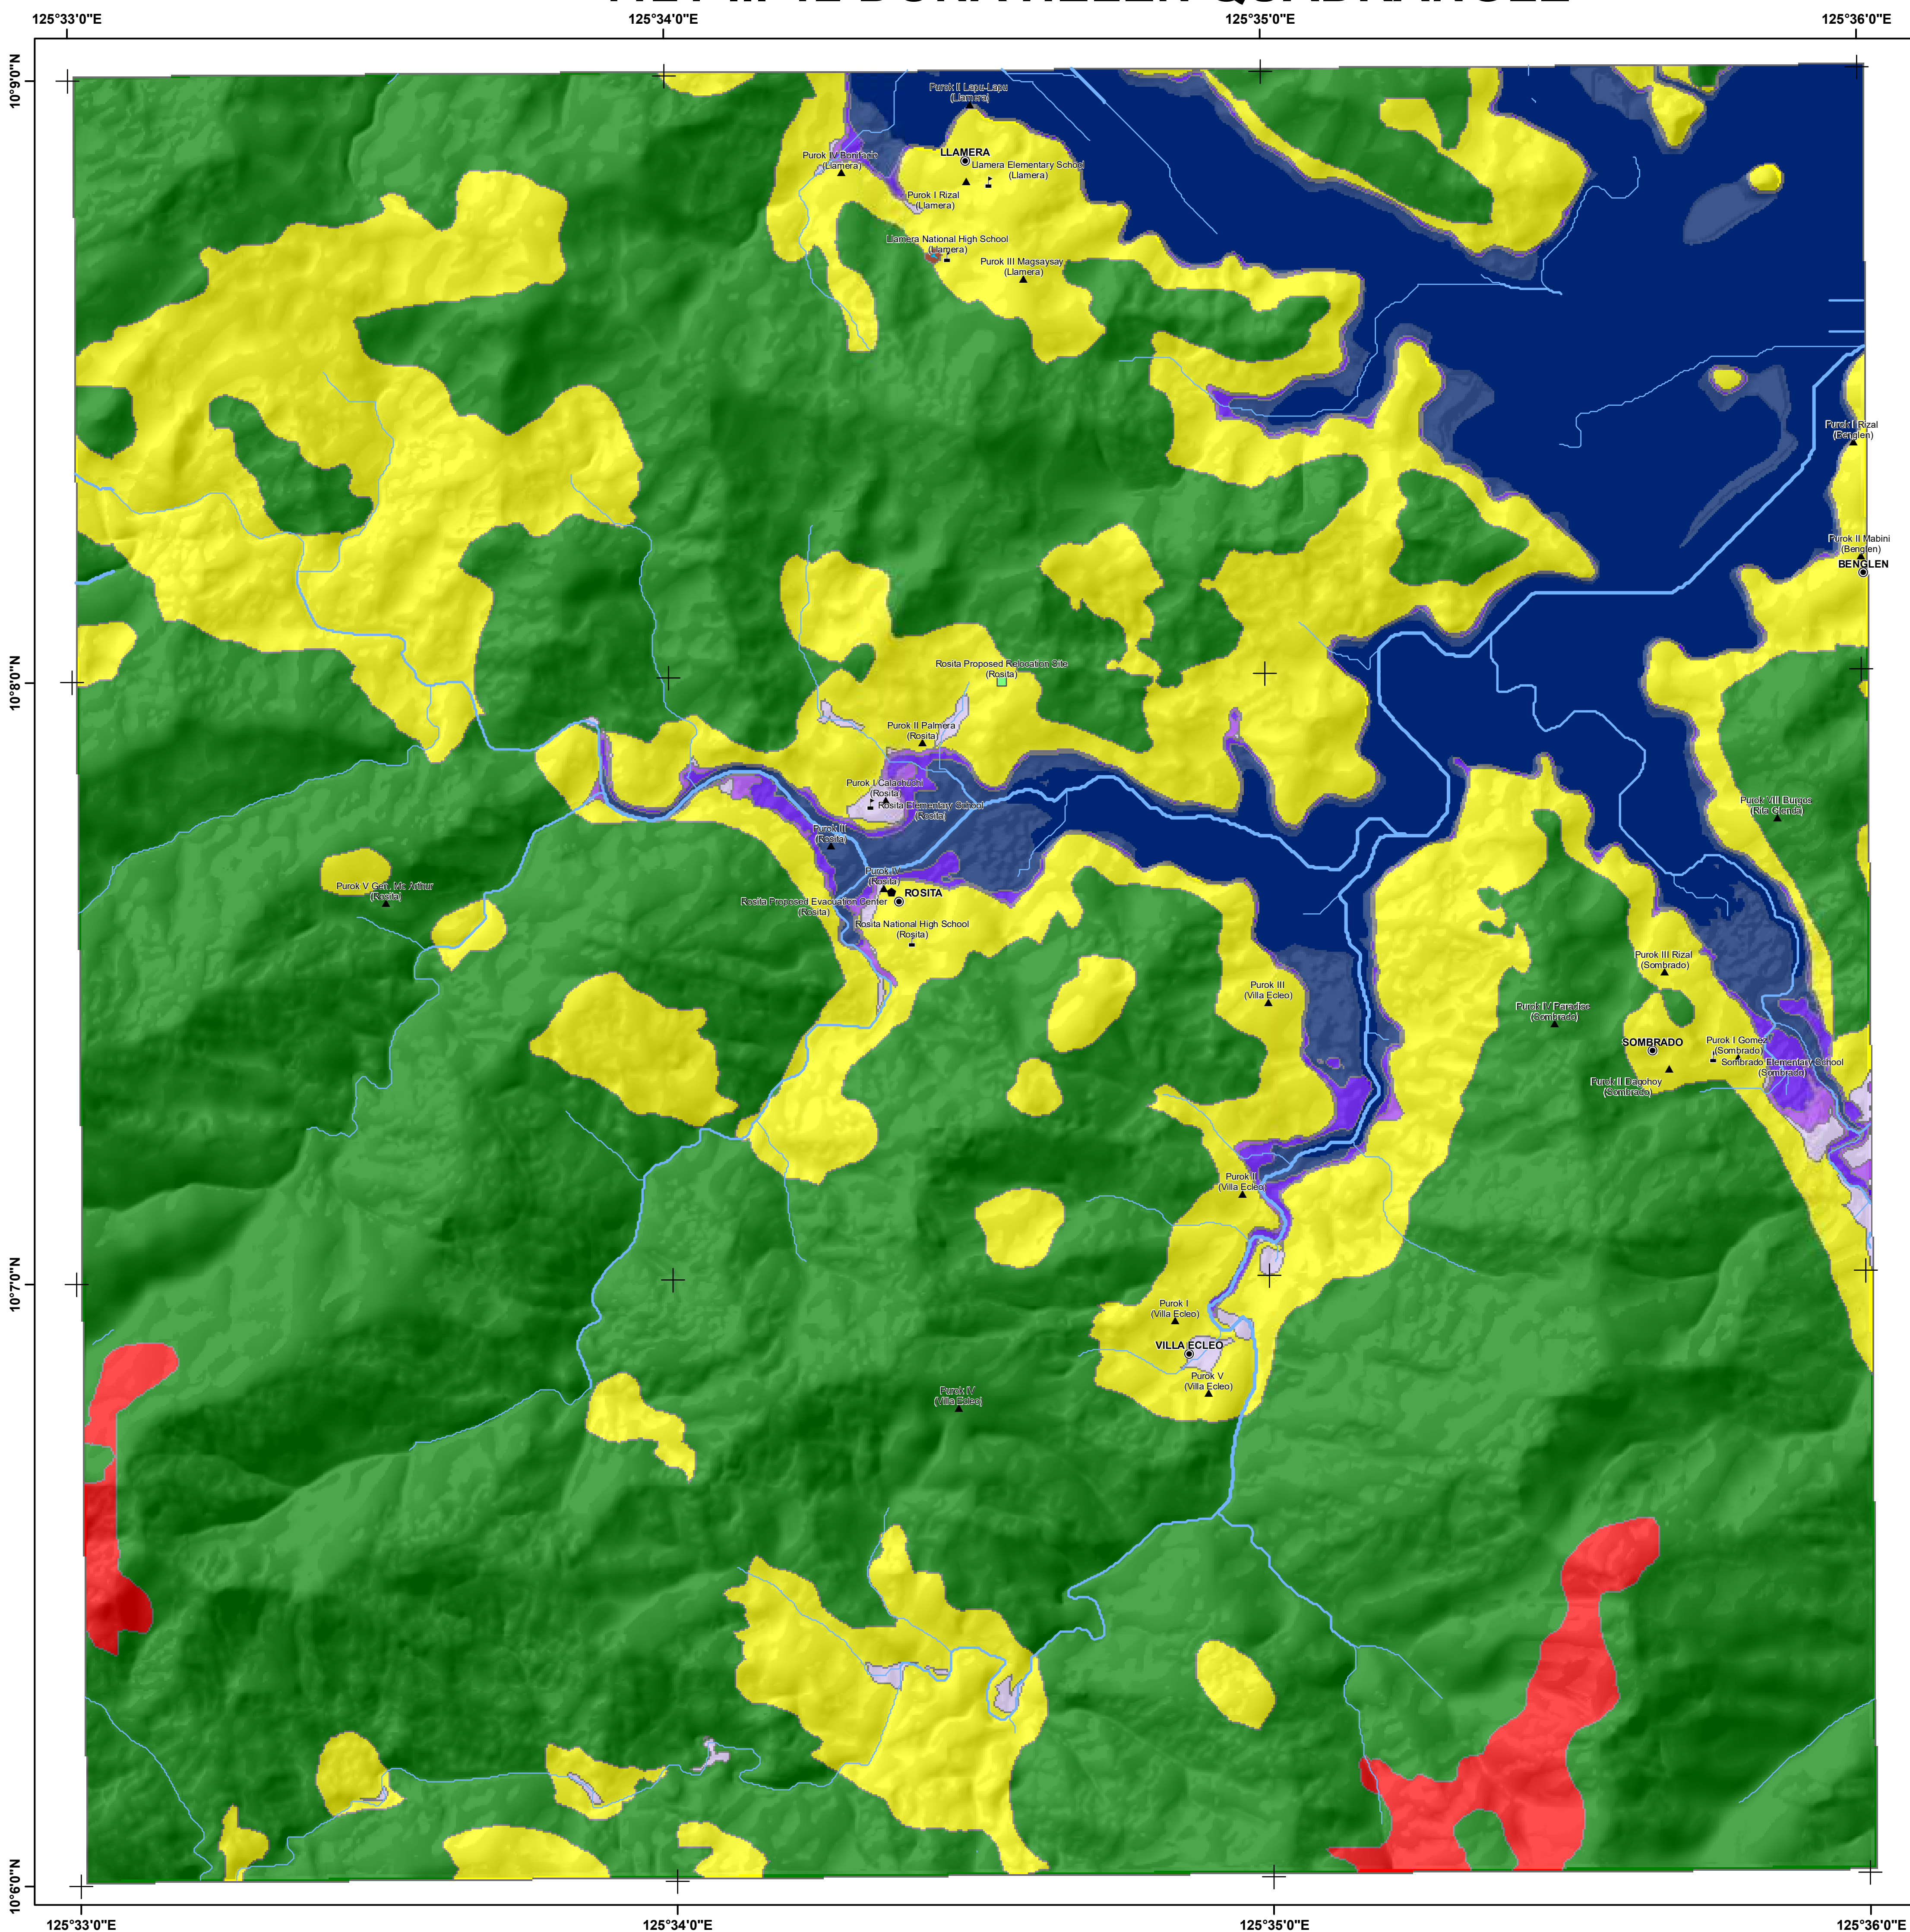 125°33'0"E 125°34'0"E 125°35'0"E 125°36'0"E
10°9'0"N
Purok II Lapu-Lapu
(Llamera)
LLAMERA
Purok IV Bonifacio
(Llamera)
Llamera Elementary School
(Llamera)
Purok I Rizal
(Llamera)
Llamera National High School
(Llamera)
Purok III Magsaysay
(Llamera)
Purok I Rizal
(Benglen)
Purok II Mabini
(Benglen)
BENGLEN
10°8'0"N
Rosita Proposed Relocation Site
(Rosita)
Purok II Palmera
(Rosita)
Purok I Calachuchi
(Rosita)
Rosita Elementary School
(Rosita)
Purok VIII Burgos
(Rita Glenda)
Purok III
(Rosita)
Purok V Gen. Mc Arthur
(Rosita)
Purok IV
(Rosita)
ROSITA
Rosita Proposed Evacuation Center
(Rosita)
Rosita National High School
(Rosita)
Purok III Rizal
(Sombrado)
Purok III
(Villa Ecleo)
Purok IV Paradise
(Sombrado)
SOMBRADO
Purok I Gomez
(Sombrado)
Sombrado Elementary School
(Sombrado)
Purok II Dagohoy
(Sombrado)
Purok II
(Villa Ecleo)
10°7'0"N
Purok I
(Villa Ecleo)
VILLA ECLEO
Purok V
(Villa Ecleo)
Purok IV
(Villa Ecleo)
10°6'0"N
125°33'0"E 125°34'0"E 125°35'0"E 125°36'0"E